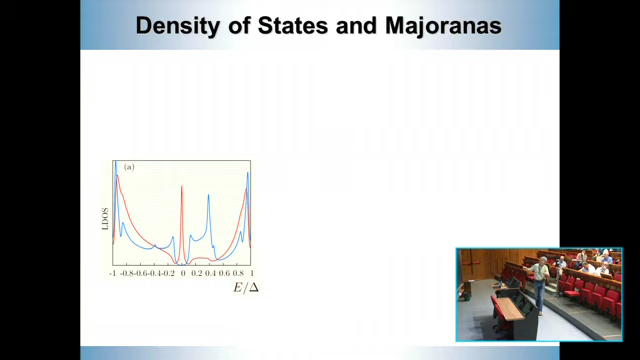 Density of States and Majoranas
(a)
LDOS
-1 -0.8-0.6-0.4-0.2 0 0.2 0.4 0.6 0.8 1
E/Δ